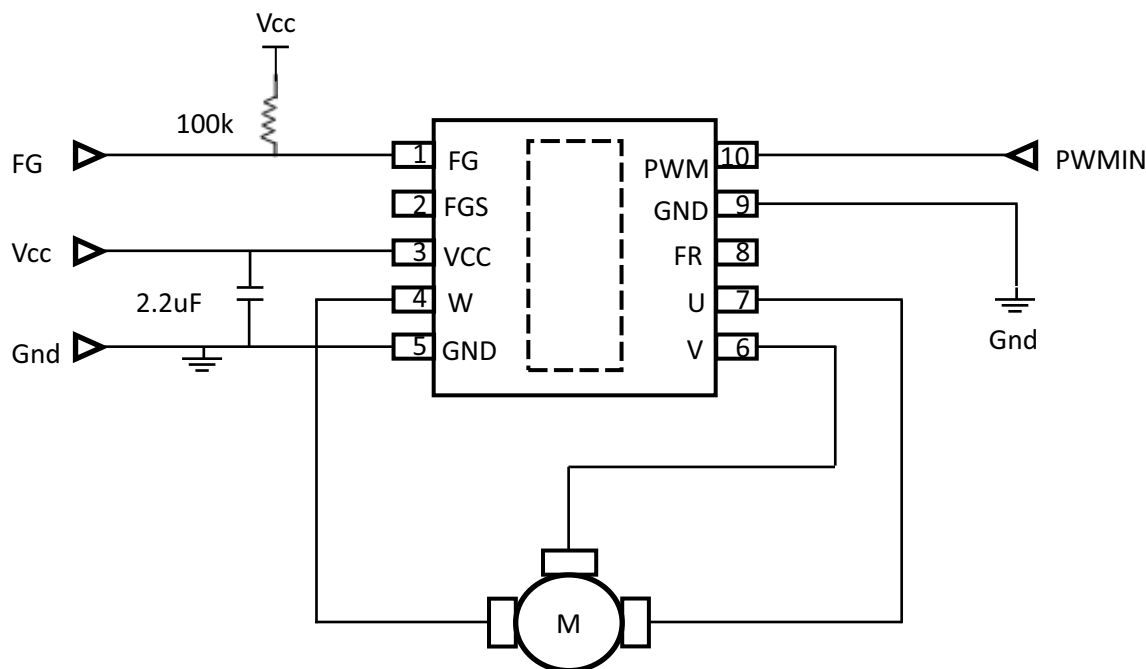 Vcc
100k
FG
1 FG
PWM 10
PWMIN
2 FGS
GND 9
Vcc
3 VCC
FR 8
2.2uF
4 W
U 7
Gnd
5 GND
V 6
Gnd
M